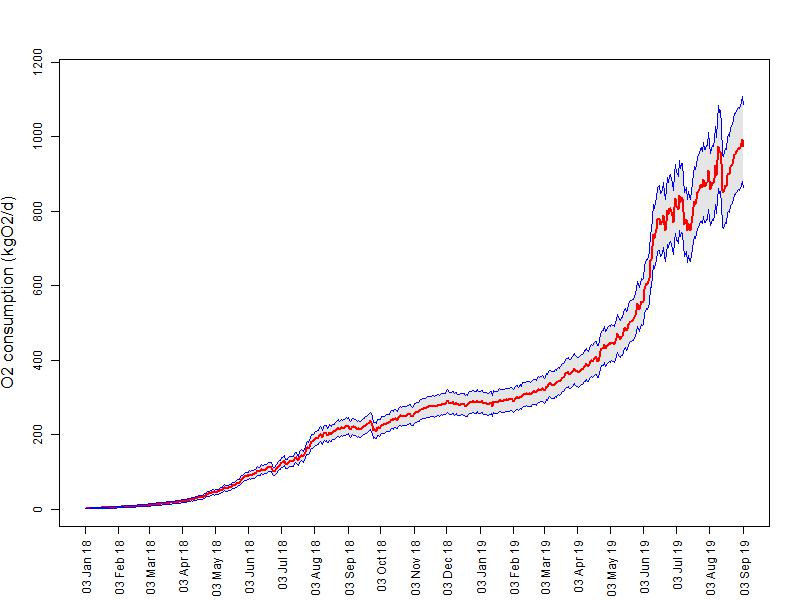 O2 consumption (kgO2/d)
1200
1000
800
600
400
200
0
03 Jan 18
03 Feb 18
03 Mar 18
03 Apr 18
03 May 18
03 Jun 18
03 Jul 18
03 Aug 18
03 Sep 18
03 Oct 18
03 Nov 18
03 Dec 18
03 Jan 19
03 Feb 19
03 Mar 19
03 Apr 19
03 May 19
03 Jun 19
03 Jul 19
03 Aug 19
03 Sep 19